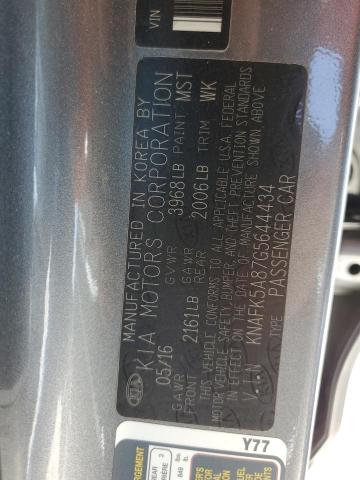 VIN
MANUFACTURED IN KOREA BY
KIA MOTORS CORPORATION
05/16 GVWR 3968LB PAINT MST
GAWR FRONT 2161LB GAWR REAR 2006LB TRIM WK
THIS VEHICLE CONFORMS TO ALL APPLICABLE U.S.A. FEDERAL
MOTOR VEHICLE SAFETY, BUMPER, AND THEFT PREVENTION STANDARDS
IN EFFECT ON THE DATE OF MANUFACTURE SHOWN ABOVE
V.I.N KNAFK5A87G5644434
TYPE: PASSENGER CAR
KIA
Y77